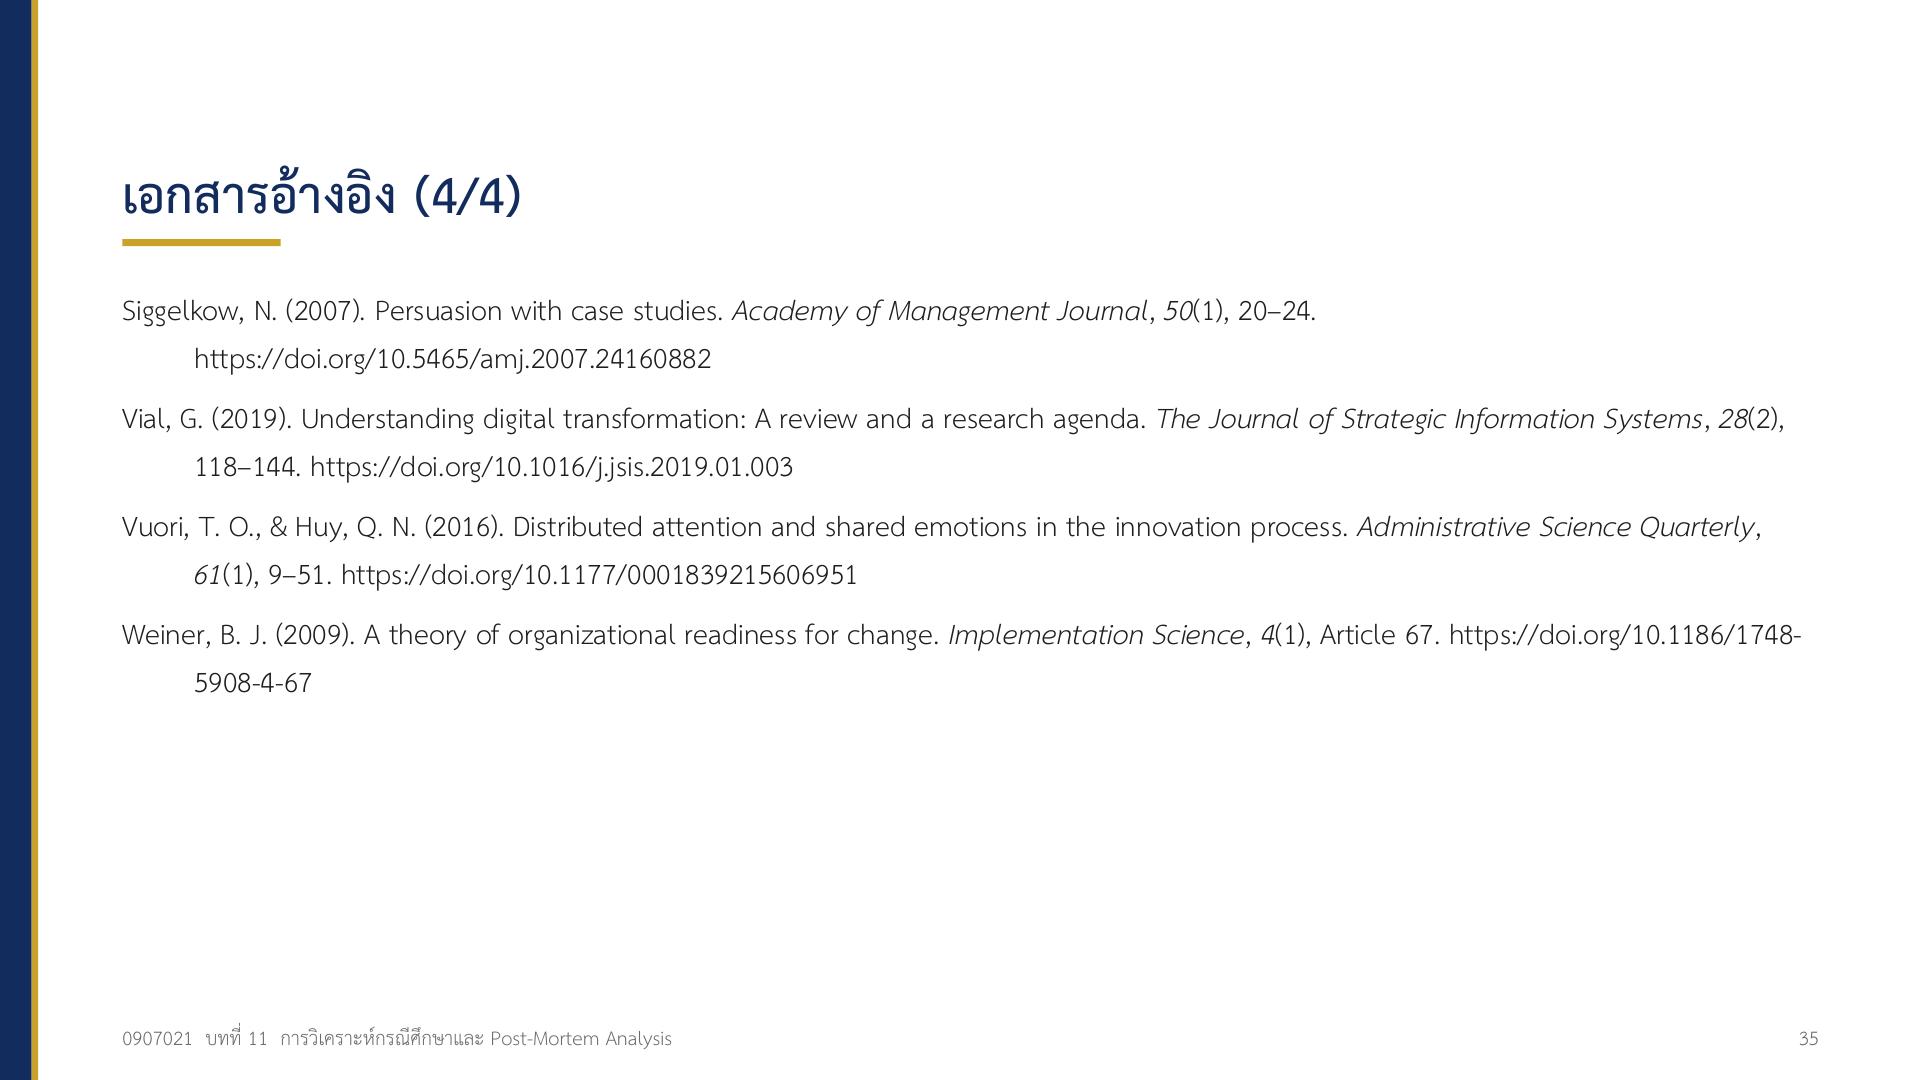 เอกสารอ้างอิง (4/4)
Siggelkow, N. (2007). Persuasion with case studies. Academy of Management Journal, 50(1), 20–24.
https://doi.org/10.5465/amj.2007.24160882
Vial, G. (2019). Understanding digital transformation: A review and a research agenda. The Journal of Strategic Information Systems, 28(2),
118–144. https://doi.org/10.1016/j.jsis.2019.01.003
Vuori, T. O., & Huy, Q. N. (2016). Distributed attention and shared emotions in the innovation process. Administrative Science Quarterly,
61(1), 9–51. https://doi.org/10.1177/0001839215606951
Weiner, B. J. (2009). A theory of organizational readiness for change. Implementation Science, 4(1), Article 67. https://doi.org/10.1186/1748-
5908-4-67
0907021 บทที่ 11 การวิเคราะห์กรณีศึกษาและ Post-Mortem Analysis
35